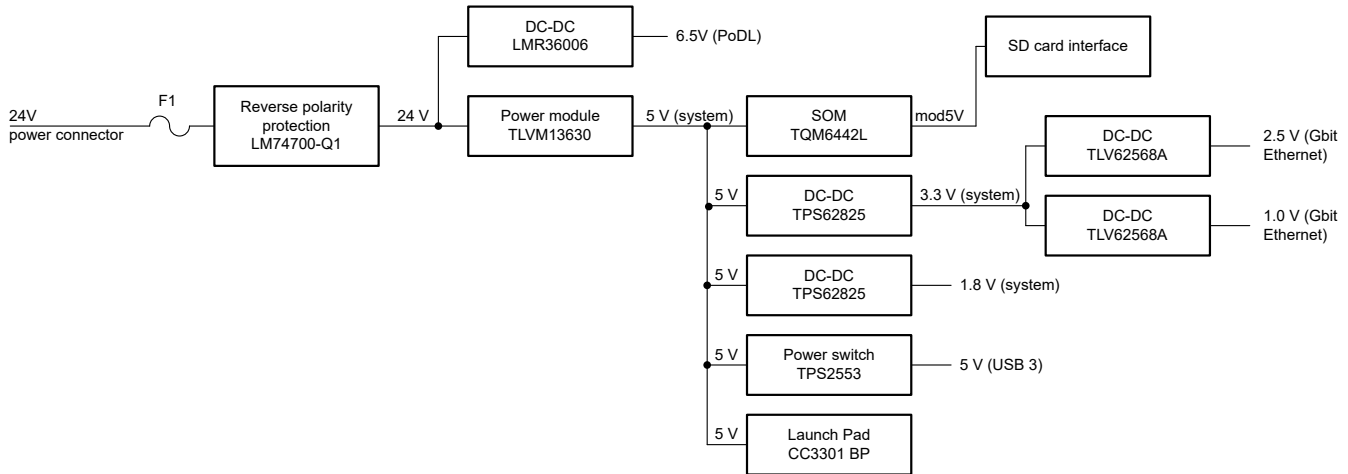 DC-DC
LMR36006
6.5V (PoDL)
SD card interface
24V
power connector
F1
Reverse polarity
protection
LM74700-Q1
24 V
Power module
TLVM13630
5 V (system)
SOM
TQM6442L
mod5V
DC-DC
TLV62568A
2.5 V (Gbit
Ethernet)
5 V
DC-DC
TPS62825
3.3 V (system)
DC-DC
TLV62568A
1.0 V (Gbit
Ethernet)
5 V
DC-DC
TPS62825
1.8 V (system)
5 V
Power switch
TPS2553
5 V (USB 3)
5 V
Launch Pad
CC3301 BP